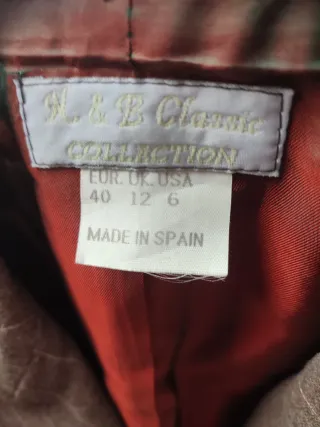 A. & B Classic
COLLECTION
EUR. UK. USA
40 12 6
MADE IN SPAIN